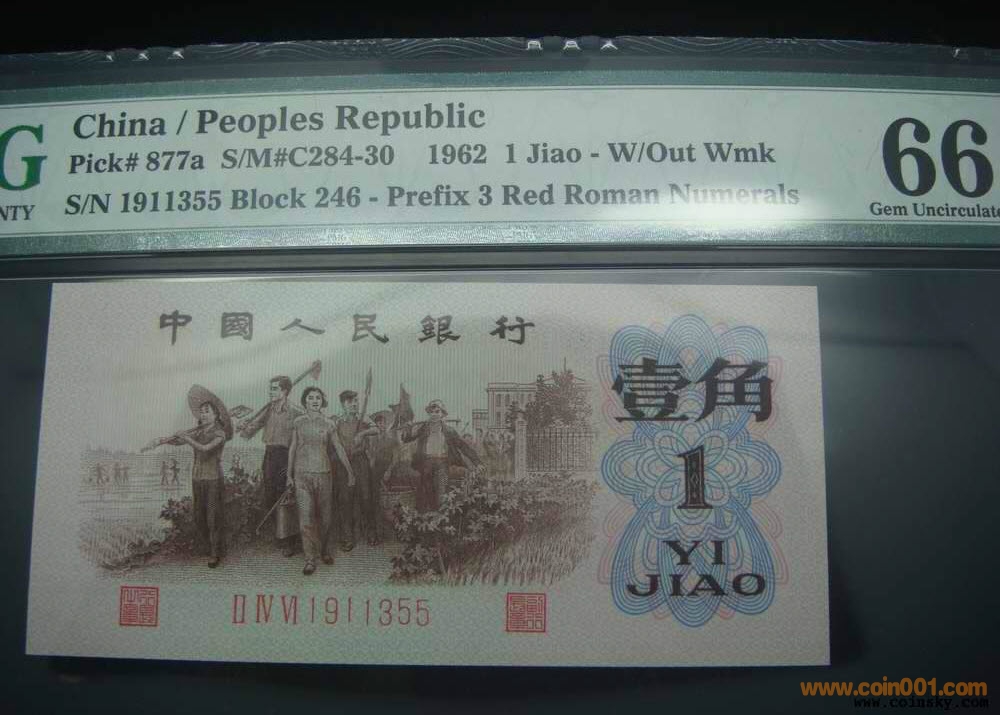 G
NTY
China / Peoples Republic
Pick# 877a S/M#C284-30 1962 1 Jiao - W/Out Wmk
S/N 1911355 Block 246 - Prefix 3 Red Roman Numerals
66
Gem Uncirculate
中國人民銀行
壹角
1
YI
JIAO
II IV VI 1911355
www.coin001.com
www.coinsky.com